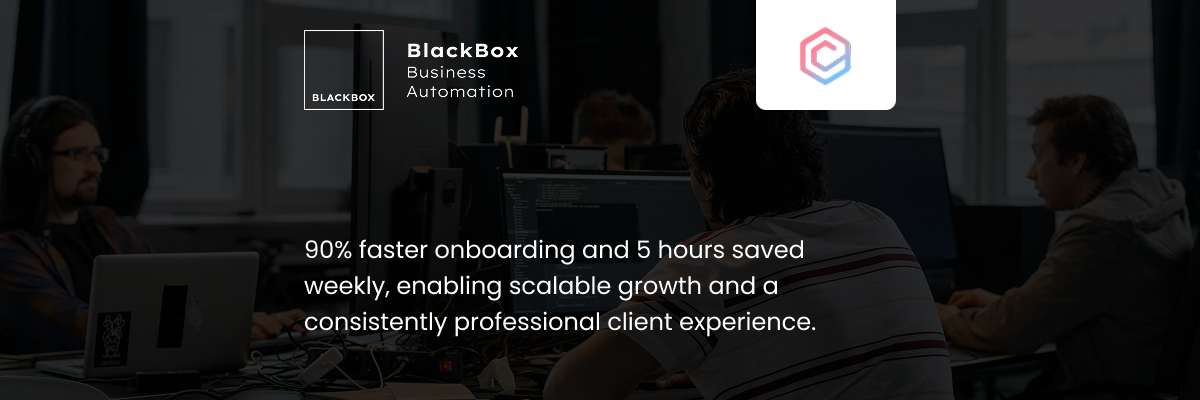 BLACKBOX
BlackBox
Business
Automation
90% faster onboarding and 5 hours saved
weekly, enabling scalable growth and a
consistently professional client experience.